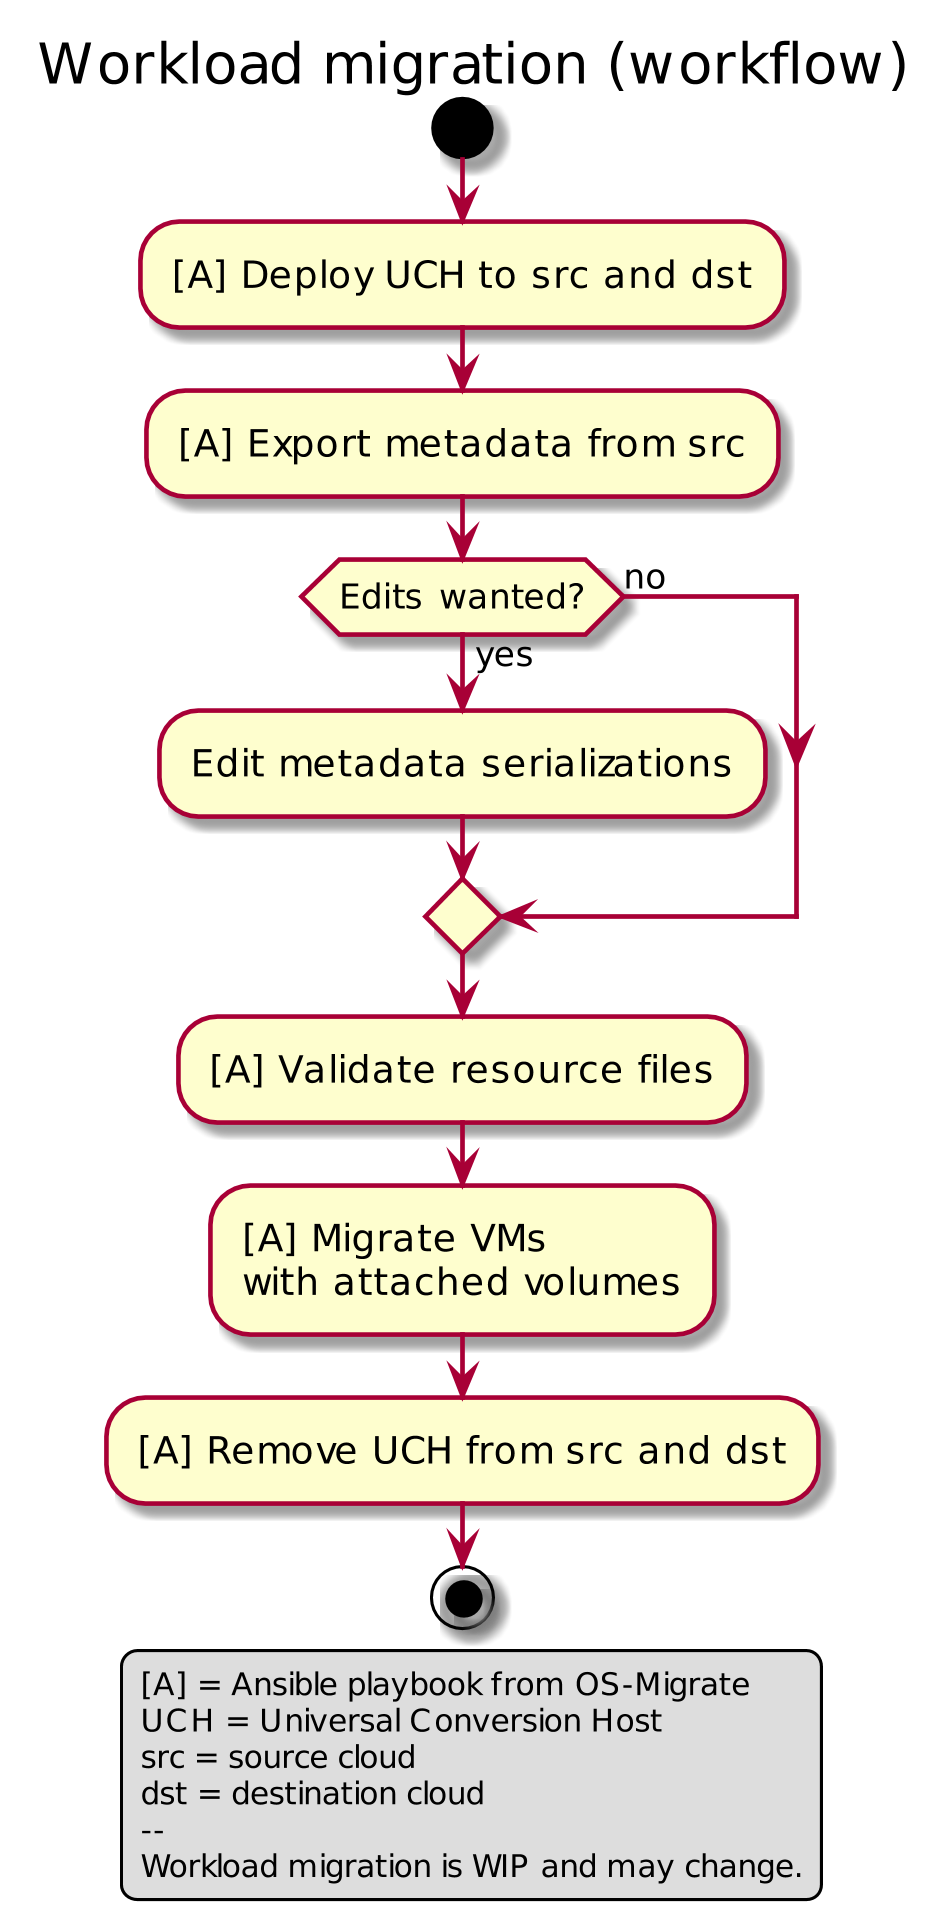 Workload migration (workflow)
[A] Deploy UCH to src and dst
[A] Export metadata from src
Edits wanted?
no
yes
Edit metadata serializations
[A] Validate resource files
[A] Migrate VMs
with attached volumes
[A] Remove UCH from src and dst
[A] = Ansible playbook from OS-Migrate
UCH = Universal Conversion Host
src = source cloud
dst = destination cloud
--
Workload migration is WIP and may change.